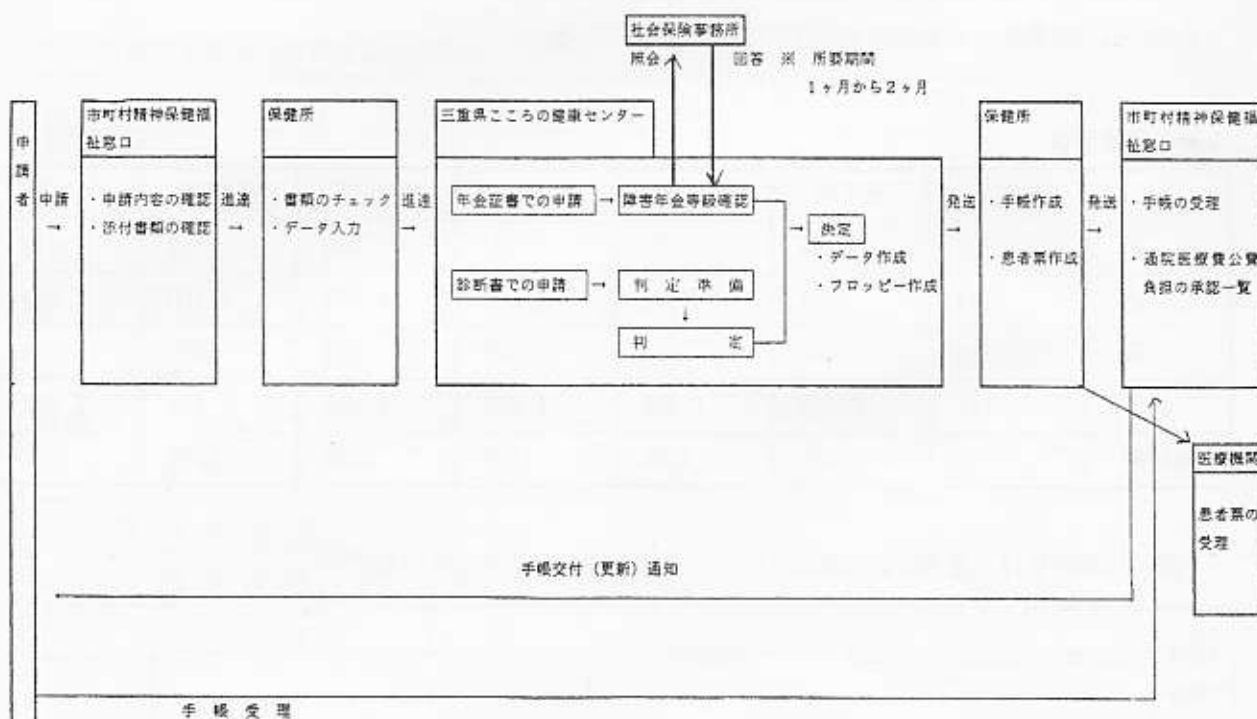 社会保険事務所
照会
回答 ※ 所要期間
1ヶ月から2ヶ月
申請者
申請
→
市町村精神保健福
祉窓口
・申請内容の確認
・添付書類の確認
進達
→
保健所
・書類のチェック
・データ入力
進達
→
三重県こころの健康センター
年金証書での申請
→
障害年金等級確認
診断書での申請
→
判定準備
↓
判定
→
決定
・データ作成
・フロッピー作成
発送
→
保健所
・手帳作成
・患者票作成
発送
→
市町村精神保健福
祉窓口
・手帳の受理
・通院医療費公費
負担の承認一覧
医療機関
患者票の
受理
手帳交付(更新)通知
手帳受理